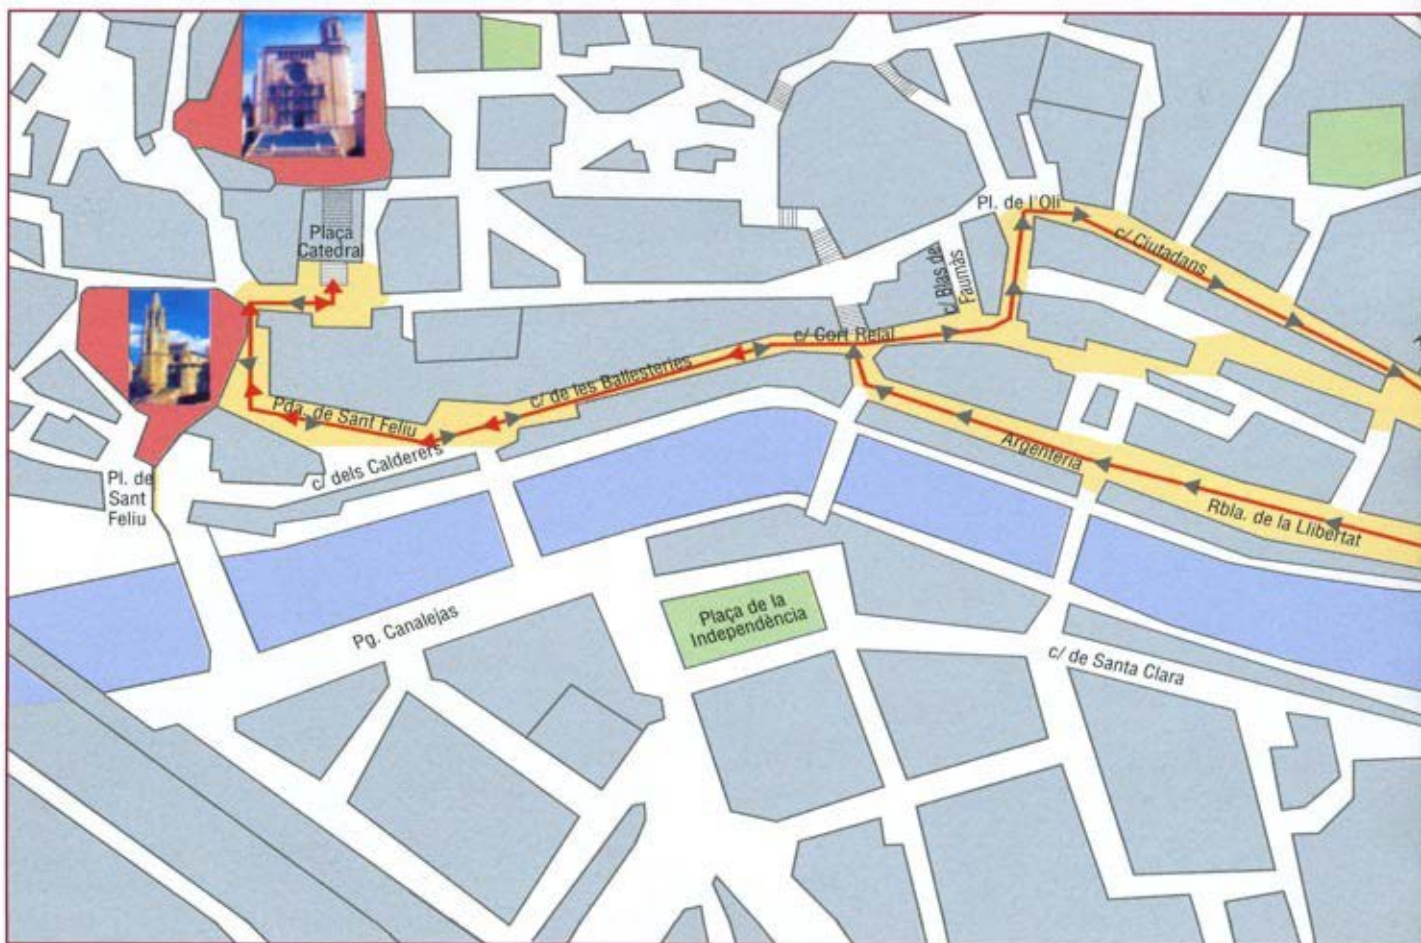 Plaça
Catedral
Pl. de l'Oli
c/ Ciutadans
c/ Blas de
Faumàs
c/ Cort Reial
c/ de les Ballesteries
Pda. de Sant Feliu
c/ dels Calderers
Argenteria
Rbla. de la Llibertat
Pl. de
Sant
Feliu
Pg. Canalejas
Plaça de la
Independència
c/ de Santa Clara